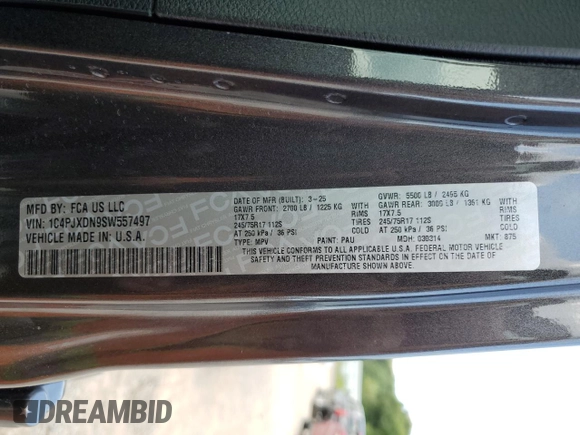 MFD BY: FCA US LLC
VIN: 1C4PJXDN9SW557497
VEHICLE MADE IN: U.S.A.
DATE OF MFR (BUILT): 3-25
GVWR: 5500 LB / 2495 KG
GAWR FRONT: 2700 LB / 1225 KG
WITH TIRES
RIMS
COLD
GAWR REAR: 3000 LB / 1361 KG
WITH TIRES
RIMS
COLD
17X7.5
245/75R17 112S
AT 250 kPa / 36 PSI
17X7.5
245/75R17 112S
AT 250 kPa / 36 PSI
TYPE: MPV
PAINT: PAU
MDH: 030314
MKT: 875
THIS VEHICLE CONFORMS TO ALL APPLICABLE U.S.A. FEDERAL MOTOR VEHICLE
SAFETY AND THEFT PREVENTION STANDARDS IN EFFECT ON THE DATE OF
MANUFACTURE SHOWN ABOVE.
DREAMBID